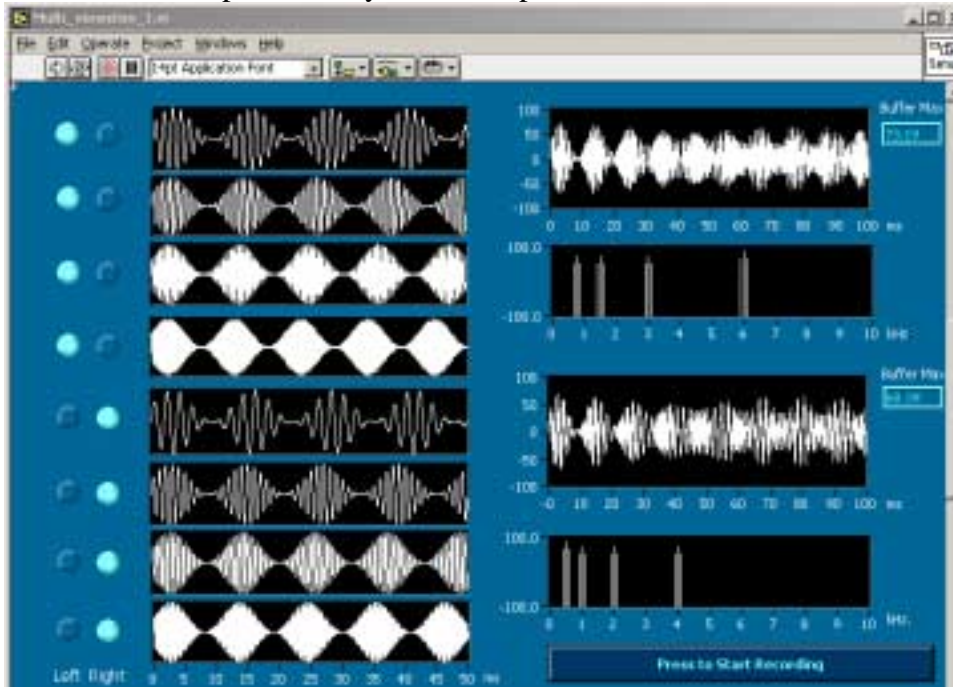 File Edit Operate Project Windows Help
14pt Application Font
Buffer Max
100
50
0
-50
-100
0 10 20 30 40 50 60 70 80 90 100 ms
100.0
-100.0
0 1 2 3 4 5 6 7 8 9 10 kHz
Buffer Max
100
50
0
-50
-100
0 10 20 30 40 50 60 70 80 90 100 ms
100.0
-100.0
0 1 2 3 4 5 6 7 8 9 10 kHz
Press to Start Recording
Left Right
0 5 10 15 20 25 30 35 40 45 50 ms